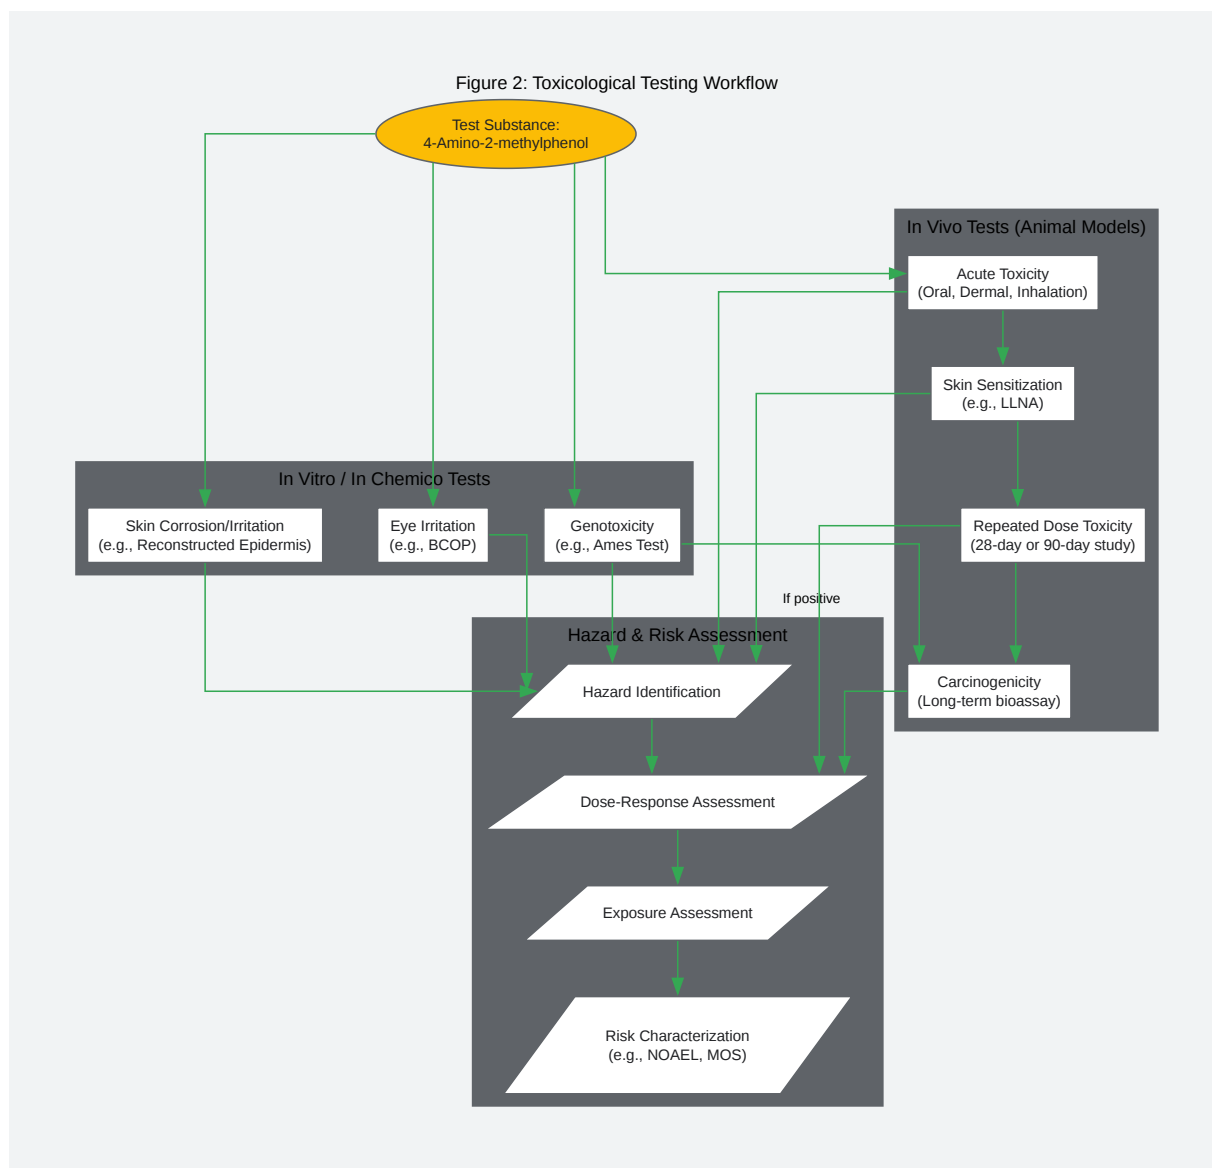 Figure 2: Toxicological Testing Workflow
Test Substance:
4-Amino-2-methylphenol
In Vivo Tests (Animal Models)
Acute Toxicity
(Oral, Dermal, Inhalation)
Skin Sensitization
(e.g., LLNA)
In Vitro / In Chemico Tests
Skin Corrosion/Irritation
(e.g., Reconstructed Epidermis)
Eye Irritation
(e.g., BCOP)
Genotoxicity
(e.g., Ames Test)
Repeated Dose Toxicity
(28-day or 90-day study)
If positive
Hazard & Risk Assessment
Hazard Identification
Carcinogenicity
(Long-term bioassay)
Dose-Response Assessment
Exposure Assessment
Risk Characterization
(e.g., NOAEL, MOS)